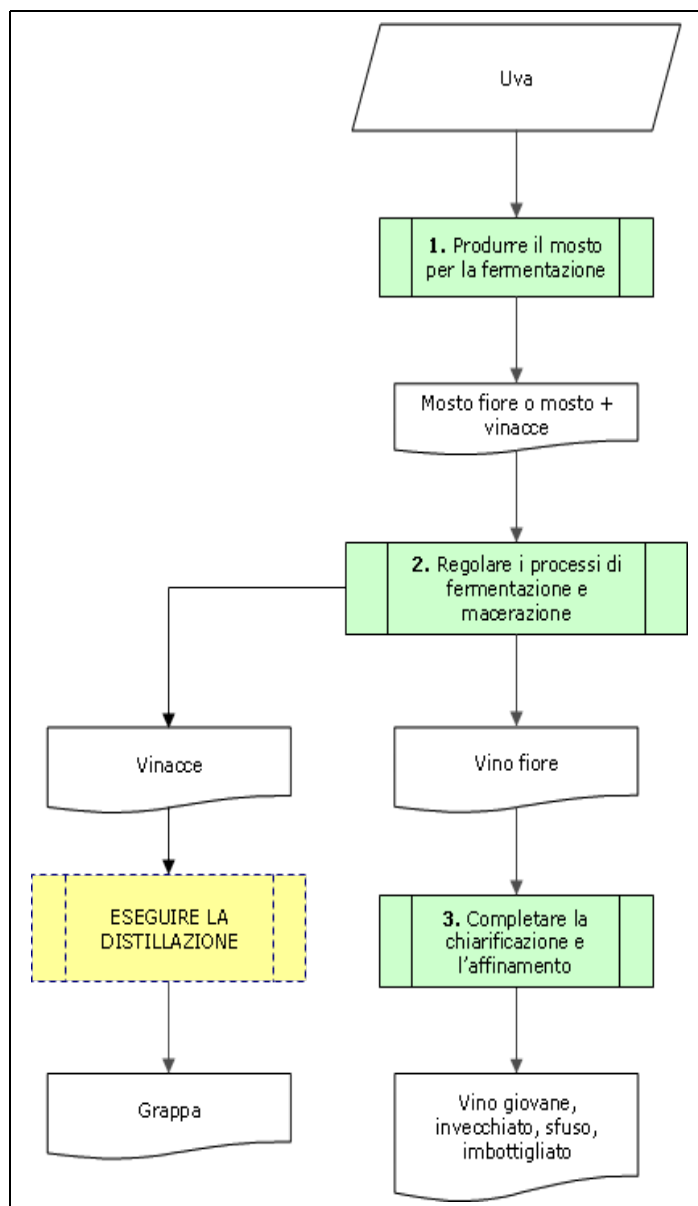 Uva
1. Produrre il mosto
per la fermentazione
Mosto fiore o mosto +
vinacce
2. Regolare i processi di
fermentazione e
macerazione
Vinacce
Vino fiore
ESEGUIRE LA
DISTILLAZIONE
3. Completare la
chiarificazione e
l'affinamento
Grappa
Vino giovane,
invecchiato, sfuso,
imbottigliato